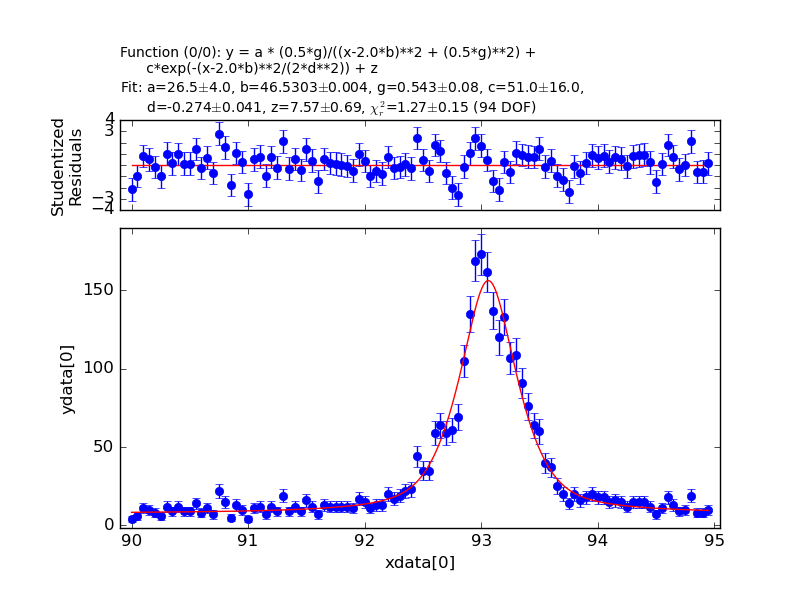 Function (0/0): y = a * (0.5*g)/((x-2.0*b)**2 + (0.5*g)**2) +
c*exp(-(x-2.0*b)**2/(2*d**2)) + z
Fit: a=26.5±4.0, b=46.5303±0.004, g=0.543±0.08, c=51.0±16.0,
d=-0.274±0.041, z=7.57±0.69, χ²ᵣ=1.27±0.15 (94 DOF)
4
3
−3
−4
Studentized
Residuals
150
100
50
0
ydata[0]
90 91 92 93 94 95
xdata[0]